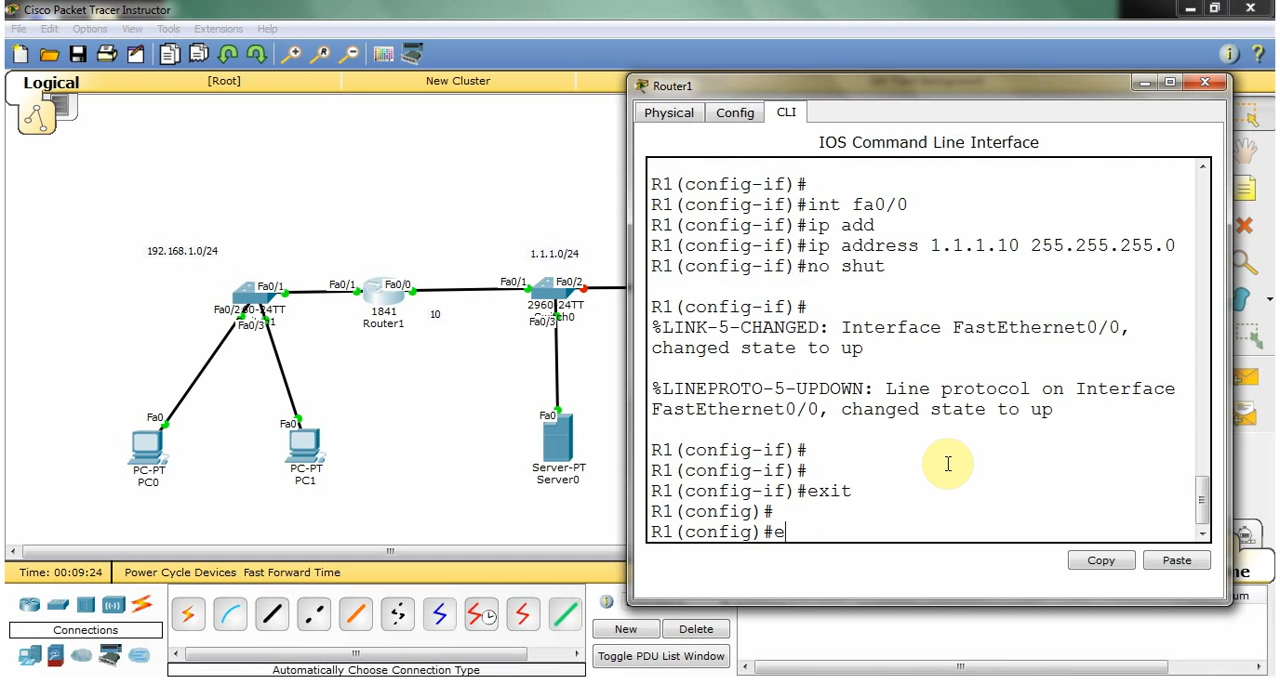 Cisco Packet Tracer Instructor
File Edit Options View Tools Extensions Help
Logical
[Root]
New Cluster
192.168.1.0/24
1.1.1.0/24
Fa0/1
Fa0/1
Fa0/0
Fa0/1
Fa0/2
Fa0/2
Fa0/3
1841
Router1
10
Fa0/3
Fa0
Fa0
Fa0
PC-PT
PC0
PC-PT
PC1
Server-PT
Server0
Router1
Physical Config CLI
IOS Command Line Interface
R1(config-if)#
R1(config-if)#int fa0/0
R1(config-if)#ip add
R1(config-if)#ip address 1.1.1.10 255.255.255.0
R1(config-if)#no shut
R1(config-if)#
%LINK-5-CHANGED: Interface FastEthernet0/0,
changed state to up
%LINEPROTO-5-UPDOWN: Line protocol on Interface
FastEthernet0/0, changed state to up
R1(config-if)#
R1(config-if)#
R1(config-if)#exit
R1(config)#
R1(config)#e
Copy Paste
Time: 00:09:24 Power Cycle Devices Fast Forward Time
Connections
Automatically Choose Connection Type
New Delete
Toggle PDU List Window